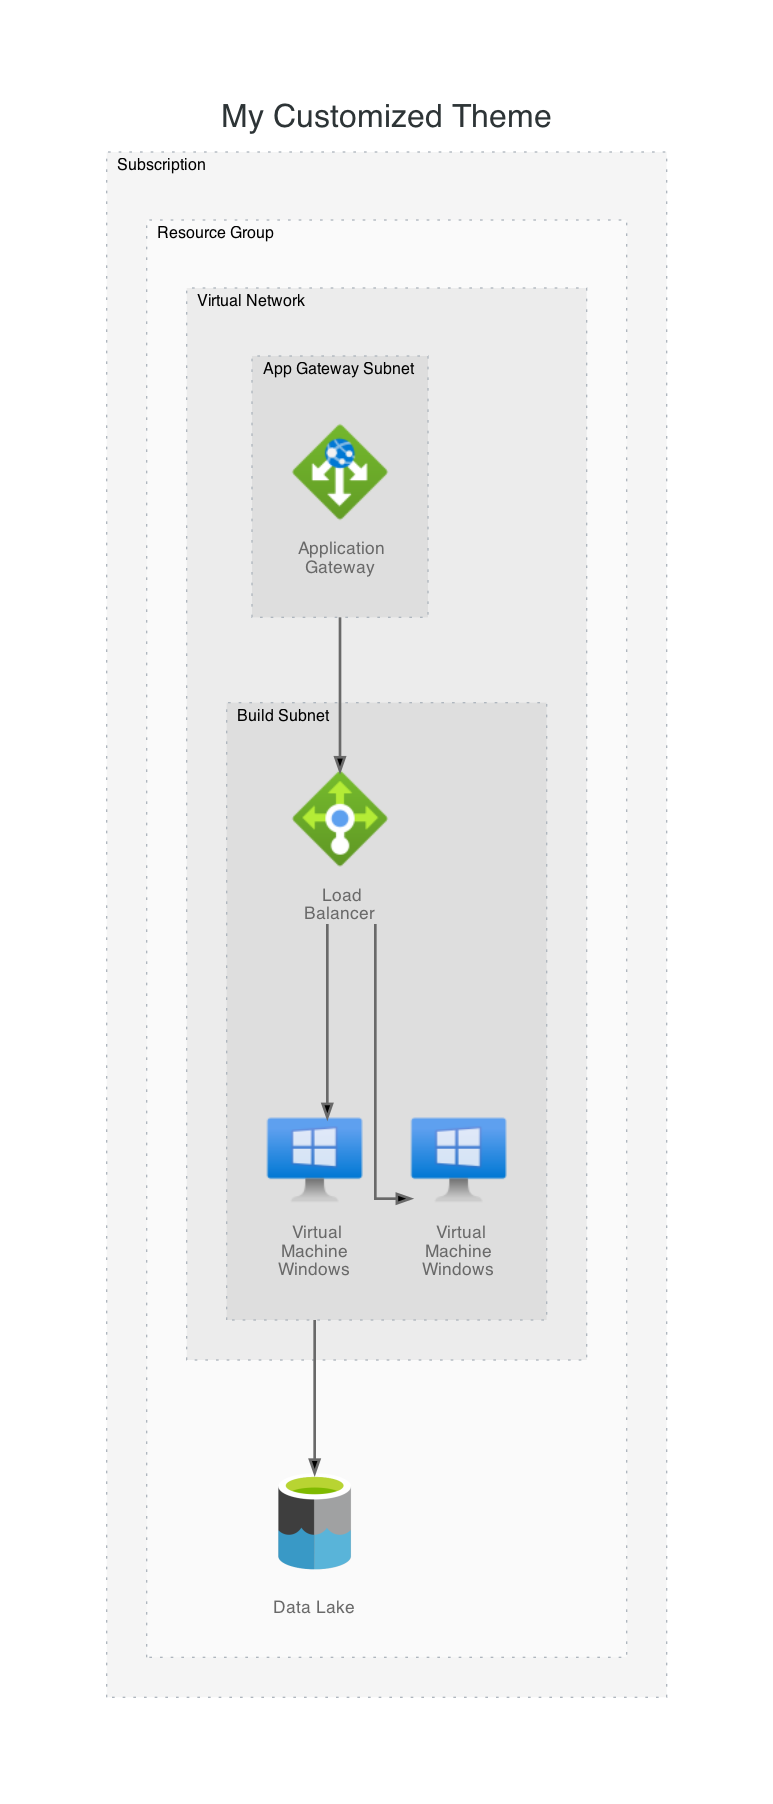 My Customized Theme
Subscription
Resource Group
Virtual Network
App Gateway Subnet
Application
Gateway
Build Subnet
Load
Balancer
Virtual
Machine
Windows
Virtual
Machine
Windows
Data Lake